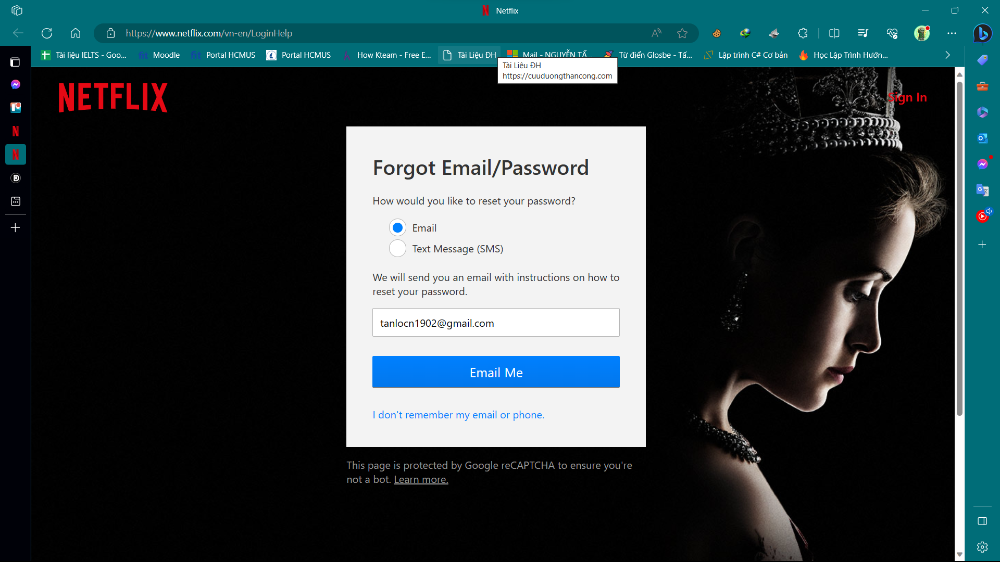 Netflix
https://www.netflix.com/vn-en/LoginHelp
Tài liệu IELTS - Goo...
fit Moodle
fit Portal HCMUS
Portal HCMUS
How Kteam - Free E...
Tài Liệu ĐH
Mail - NGUYỄN TẤ...
Từ điển Glosbe - Tấ...
Lập trình C# Cơ bản
Học Lập Trình Hướn...
Tài Liệu ĐH
https://cuuduongthancong.com
NETFLIX
Sign In
Forgot Email/Password
How would you like to reset your password?
Email
Text Message (SMS)
We will send you an email with instructions on how to
reset your password.
tanlocn1902@gmail.com
Email Me
I don't remember my email or phone.
This page is protected by Google reCAPTCHA to ensure you're
not a bot. Learn more.